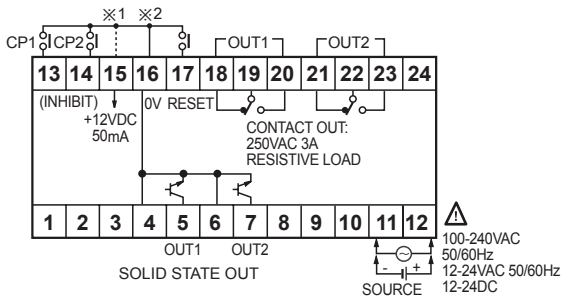 ※1 ※2
CP1 CP2 OUT1 OUT2
13 14 15 16 17 18 19 20 21 22 23 24
(INHIBIT) 0V RESET
+12VDC
50mA
CONTACT OUT:
250VAC 3A
RESISTIVE LOAD
1 2 3 4 5 6 7 8 9 10 11 12
OUT1 OUT2
SOLID STATE OUT
100-240VAC
50/60Hz
- +
12-24VAC 50/60Hz
12-24DC
SOURCE